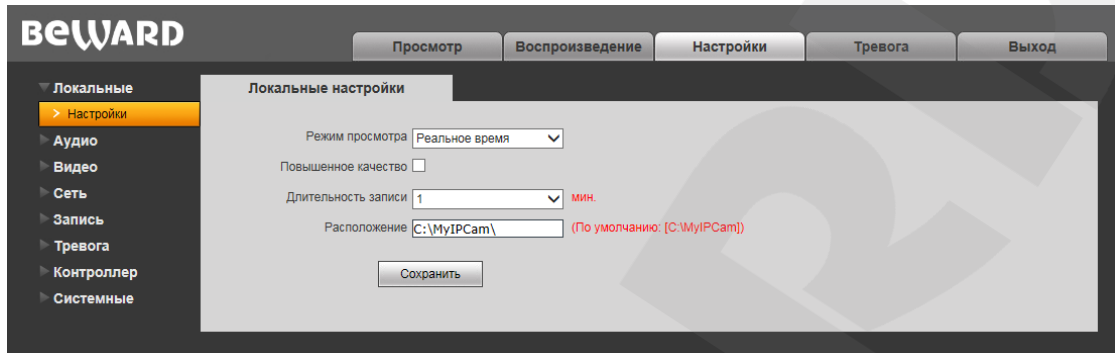 BEWARD
Просмотр Воспроизведение Настройки Тревога Выход
Локальные
> Настройки
Аудио
Видео
Сеть
Запись
Тревога
Контроллер
Системные
Локальные настройки
Режим просмотра Реальное время
Повышенное качество
Длительность записи 1 мин.
Расположение C:\MyIPCam\ (По умолчанию: [C:\MyIPCam])
Сохранить